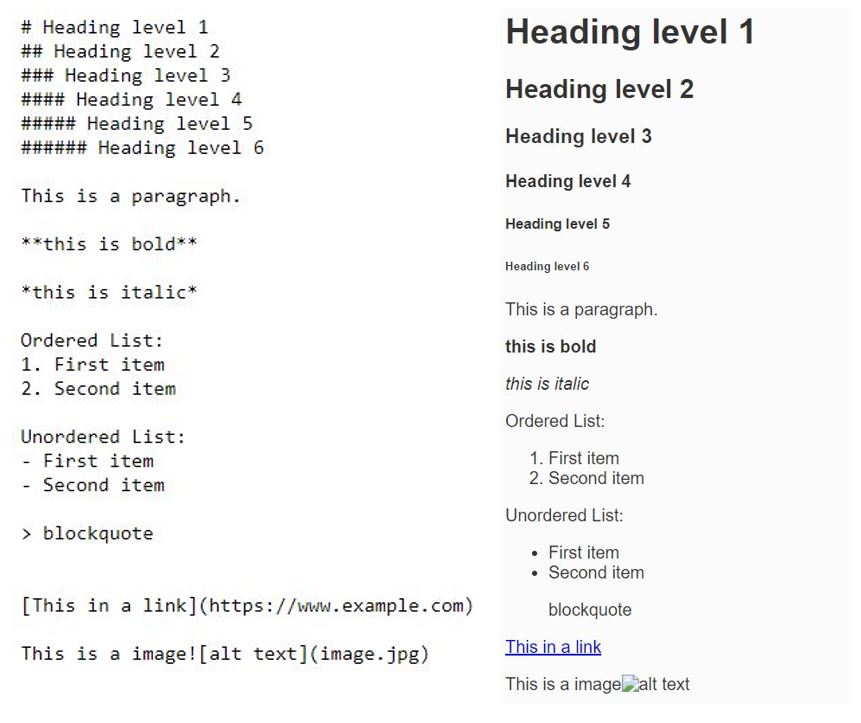 # Heading level 1
## Heading level 2
### Heading level 3
#### Heading level 4
##### Heading level 5
###### Heading level 6
This is a paragraph.
**this is bold**
*this is italic*
Ordered List:
1. First item
2. Second item
Unordered List:
- First item
- Second item
> blockquote
[This in a link](https://www.example.com)
This is a image![alt text](image.jpg)
Heading level 1
Heading level 2
Heading level 3
Heading level 4
Heading level 5
Heading level 6
This is a paragraph.
this is bold
this is italic
Ordered List:
1. First item
2. Second item
Unordered List:
• First item
• Second item
blockquote
This in a link
This is a image alt text